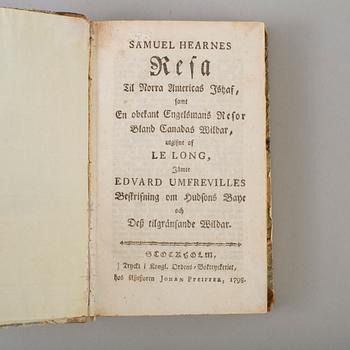 SAMUEL HEARNES
Resa
Til Norra Americas Ishaf,
samt
En obekant Engelsmans Resor
Bland Canadas Wildar,
utgifne af
LE LONG,
Jämte
EDVARD UMFREVILLES
Beskrifning om Hudsons Baye
och
Deß tilgränsande Wildar.
STOCKHOLM,
Tryckt i Kongl. Ordens-Boktryckeriet,
hos Assessoren JOHAN PFEIFFER, 1798.